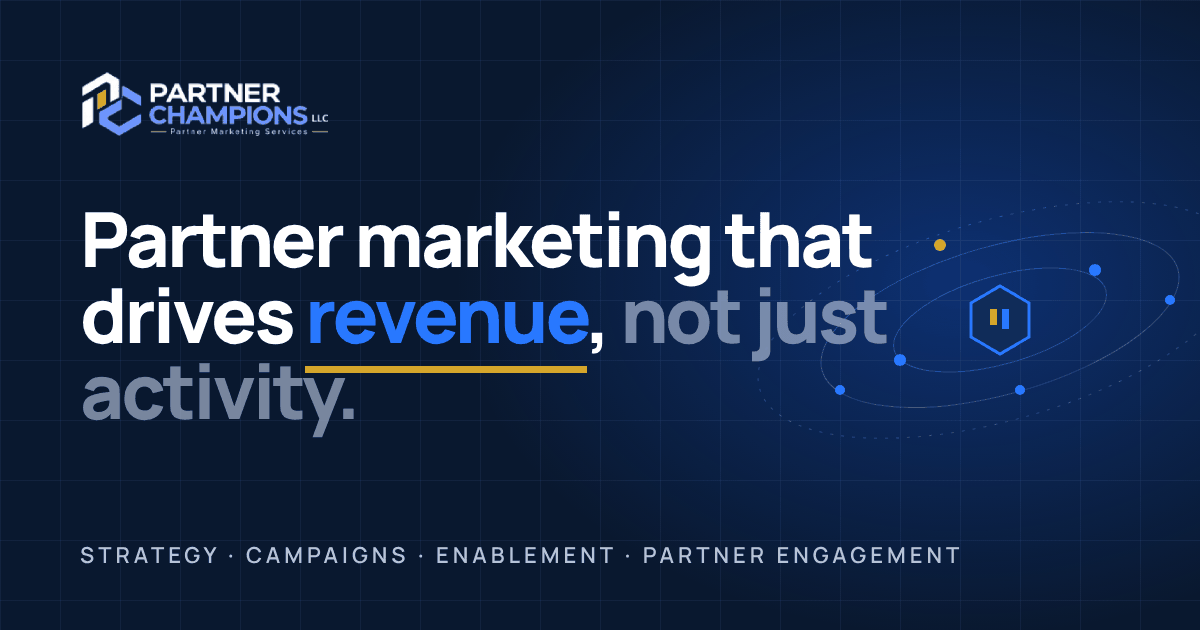 PARTNER
CHAMPIONS LLC
Partner Marketing Services
Partner marketing that
drives revenue, not just
activity.
STRATEGY · CAMPAIGNS · ENABLEMENT · PARTNER ENGAGEMENT